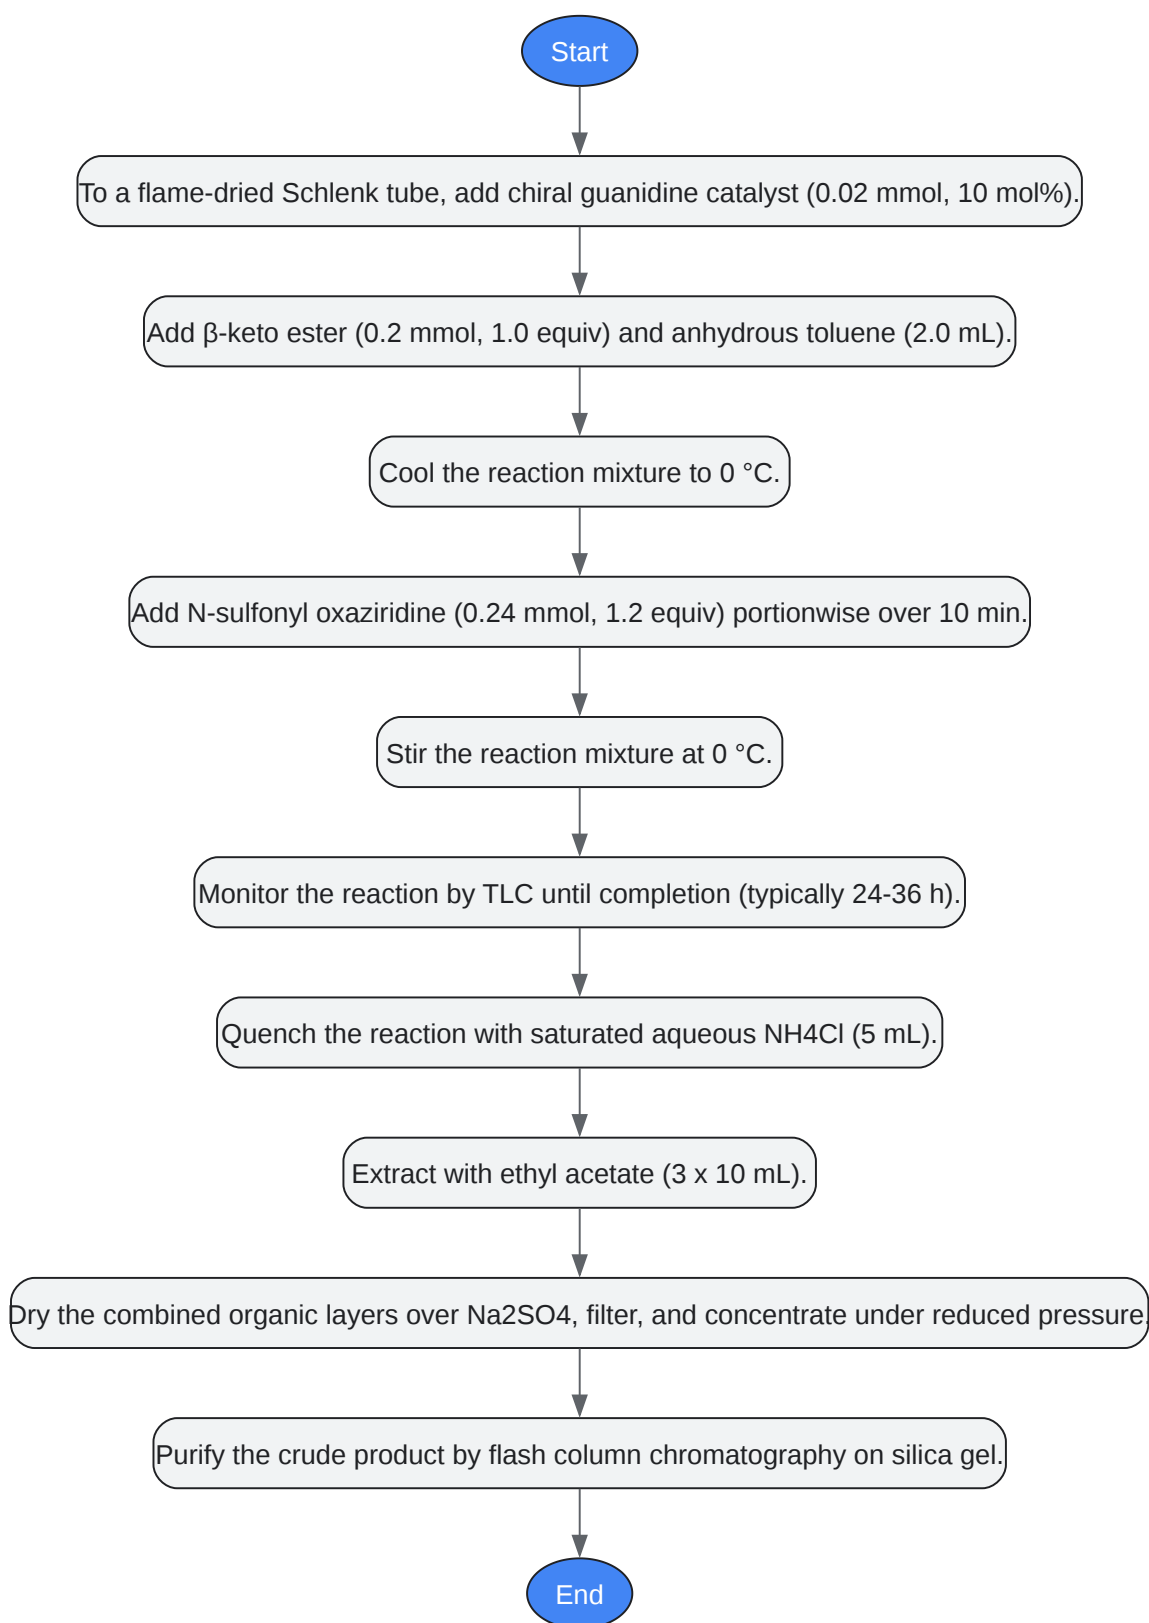 Start
To a flame-dried Schlenk tube, add chiral guanidine catalyst (0.02 mmol, 10 mol%).
Add β-keto ester (0.2 mmol, 1.0 equiv) and anhydrous toluene (2.0 mL).
Cool the reaction mixture to 0 °C.
Add N-sulfonyl oxaziridine (0.24 mmol, 1.2 equiv) portionwise over 10 min.
Stir the reaction mixture at 0 °C.
Monitor the reaction by TLC until completion (typically 24-36 h).
Quench the reaction with saturated aqueous NH4Cl (5 mL).
Extract with ethyl acetate (3 x 10 mL).
Dry the combined organic layers over Na2SO4, filter, and concentrate under reduced pressure.
Purify the crude product by flash column chromatography on silica gel.
End